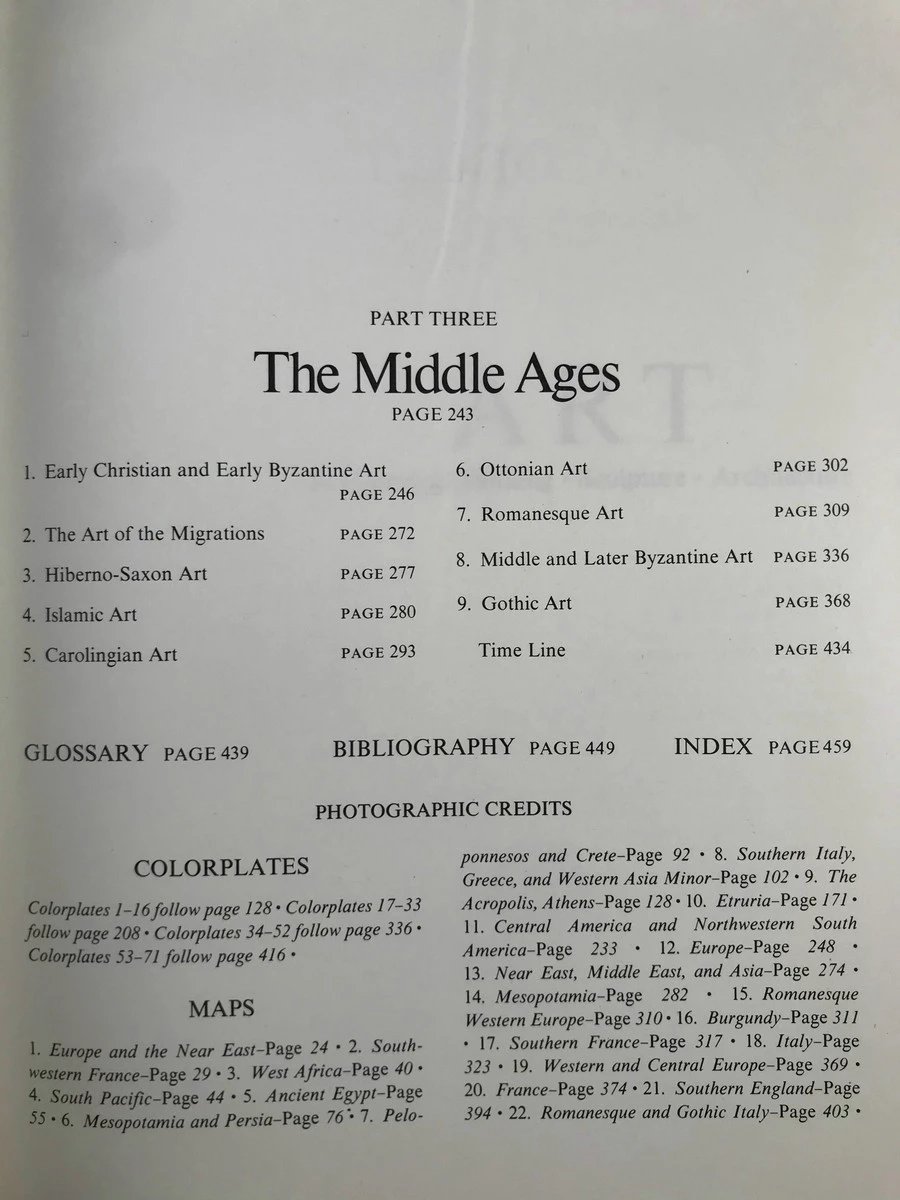 PART THREE
The Middle Ages
PAGE 243
1. Early Christian and Early Byzantine Art
PAGE 246
2. The Art of the Migrations PAGE 272
3. Hiberno-Saxon Art PAGE 277
4. Islamic Art PAGE 280
5. Carolingian Art PAGE 293
6. Ottonian Art PAGE 302
7. Romanesque Art PAGE 309
8. Middle and Later Byzantine Art PAGE 336
9. Gothic Art PAGE 368
Time Line PAGE 434
GLOSSARY PAGE 439 BIBLIOGRAPHY PAGE 449 INDEX PAGE 459
PHOTOGRAPHIC CREDITS
COLORPLATES
Colorplates 1–16 follow page 128 • Colorplates 17–33
follow page 208 • Colorplates 34–52 follow page 336 •
Colorplates 53–71 follow page 416 •
MAPS
1. Europe and the Near East–Page 24 • 2. South-
western France–Page 29 • 3. West Africa–Page 40 •
4. South Pacific–Page 44 • 5. Ancient Egypt–Page
55 • 6. Mesopotamia and Persia–Page 76 • 7. Pelo-
ponnesos and Crete–Page 92 • 8. Southern Italy,
Greece, and Western Asia Minor–Page 102 • 9. The
Acropolis, Athens–Page 128 • 10. Etruria–Page 171 •
11. Central America and Northwestern South
America–Page 233 • 12. Europe–Page 248 •
13. Near East, Middle East, and Asia–Page 274 •
14. Mesopotamia–Page 282 • 15. Romanesque
Western Europe–Page 310 • 16. Burgundy–Page 311
• 17. Southern France–Page 317 • 18. Italy–Page
323 • 19. Western and Central Europe–Page 369 •
20. France–Page 374 • 21. Southern England–Page
394 • 22. Romanesque and Gothic Italy–Page 403 •